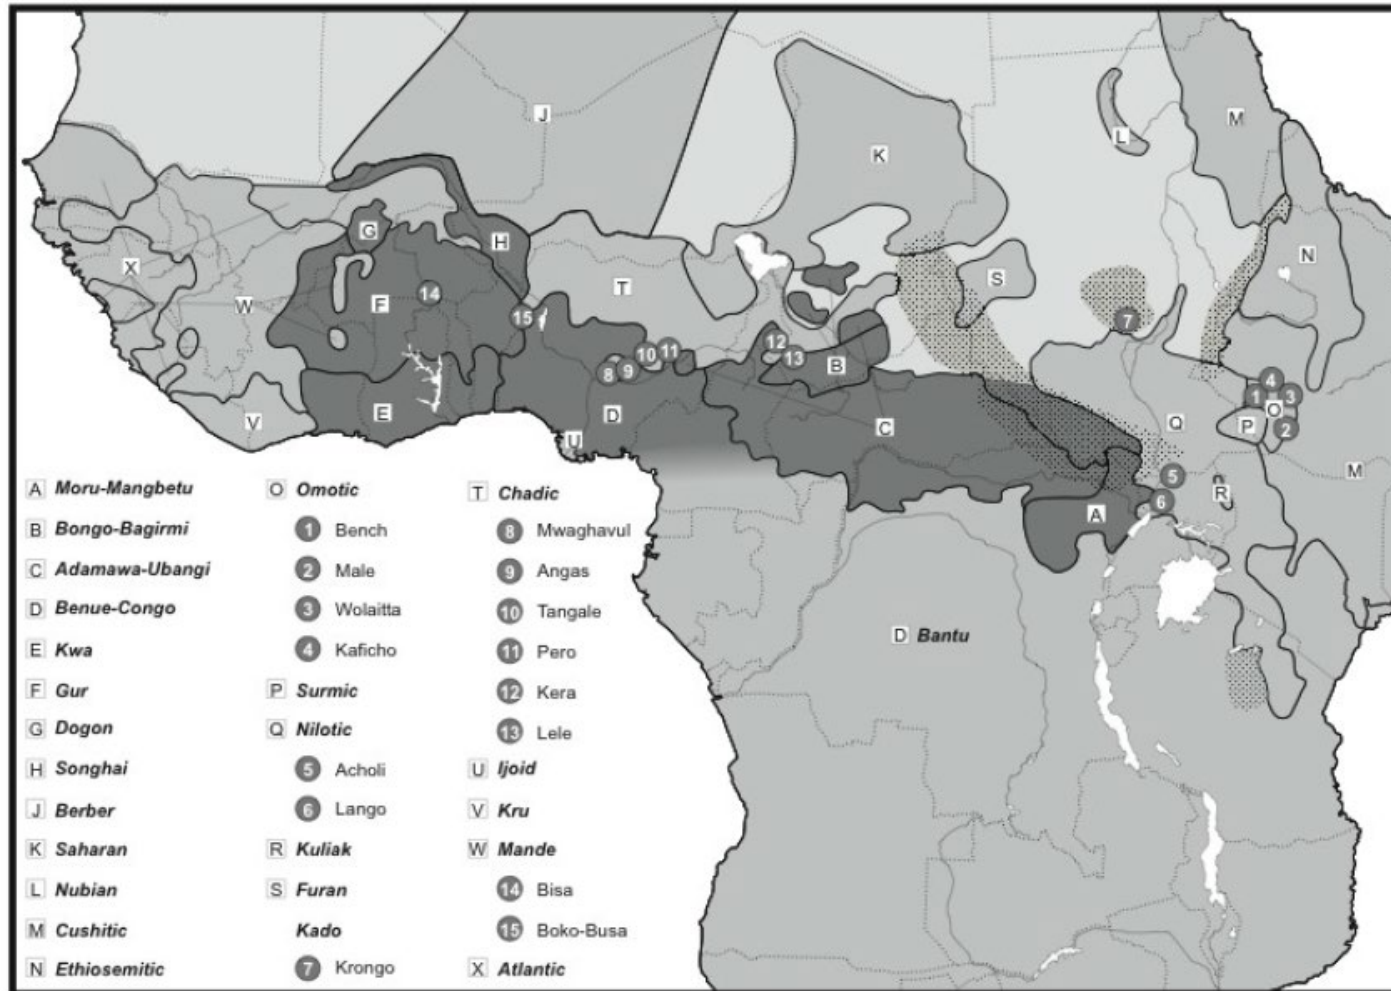 J
M
K
L
G
H
N
X
S
T
W
F
14
15
7
12
11
10
13
9
8
B
4
1
3
O
P
2
V
E
D
C
Q
U
M
5
R
6
A
D Bantu
A Moru-Mangbetu
B Bongo-Bagirmi
C Adamawa-Ubangi
D Benue-Congo
E Kwa
F Gur
G Dogon
H Songhai
J Berber
K Saharan
L Nubian
M Cushitic
N Ethiosemitic
O Omotic
1 Bench
2 Male
3 Wolaitta
4 Kaficho
P Surmic
Q Nilotic
5 Acholi
6 Lango
R Kuliak
S Furan
Kado
7 Krongo
T Chadic
8 Mwaghavul
9 Angas
10 Tangale
11 Pero
12 Kera
13 Lele
U Ijoid
V Kru
W Mande
14 Bisa
15 Boko-Busa
X Atlantic